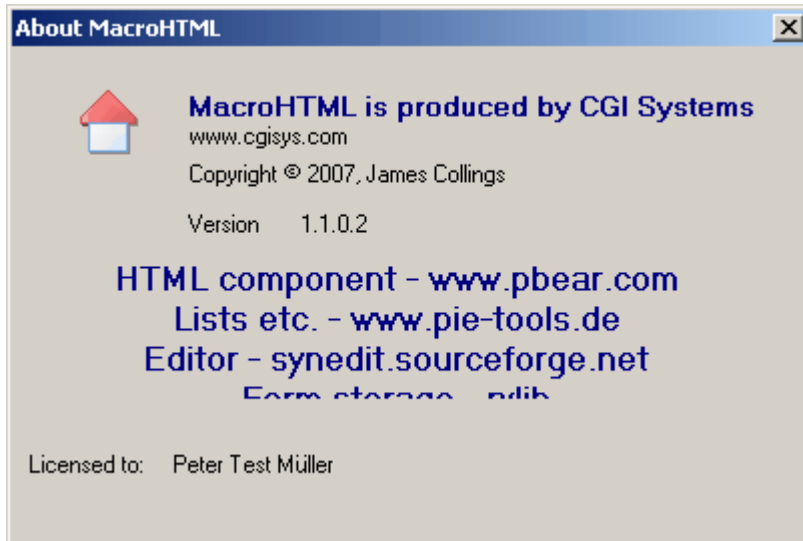 About MacroHTML
MacroHTML is produced by CGI Systems
www.cgisys.com
Copyright © 2007, James Collings
Version 1.1.0.2
HTML component - www.pbear.com
Lists etc. - www.pie-tools.de
Editor - synedit.sourceforge.net
Form storage -
Licensed to: Peter Test Müller